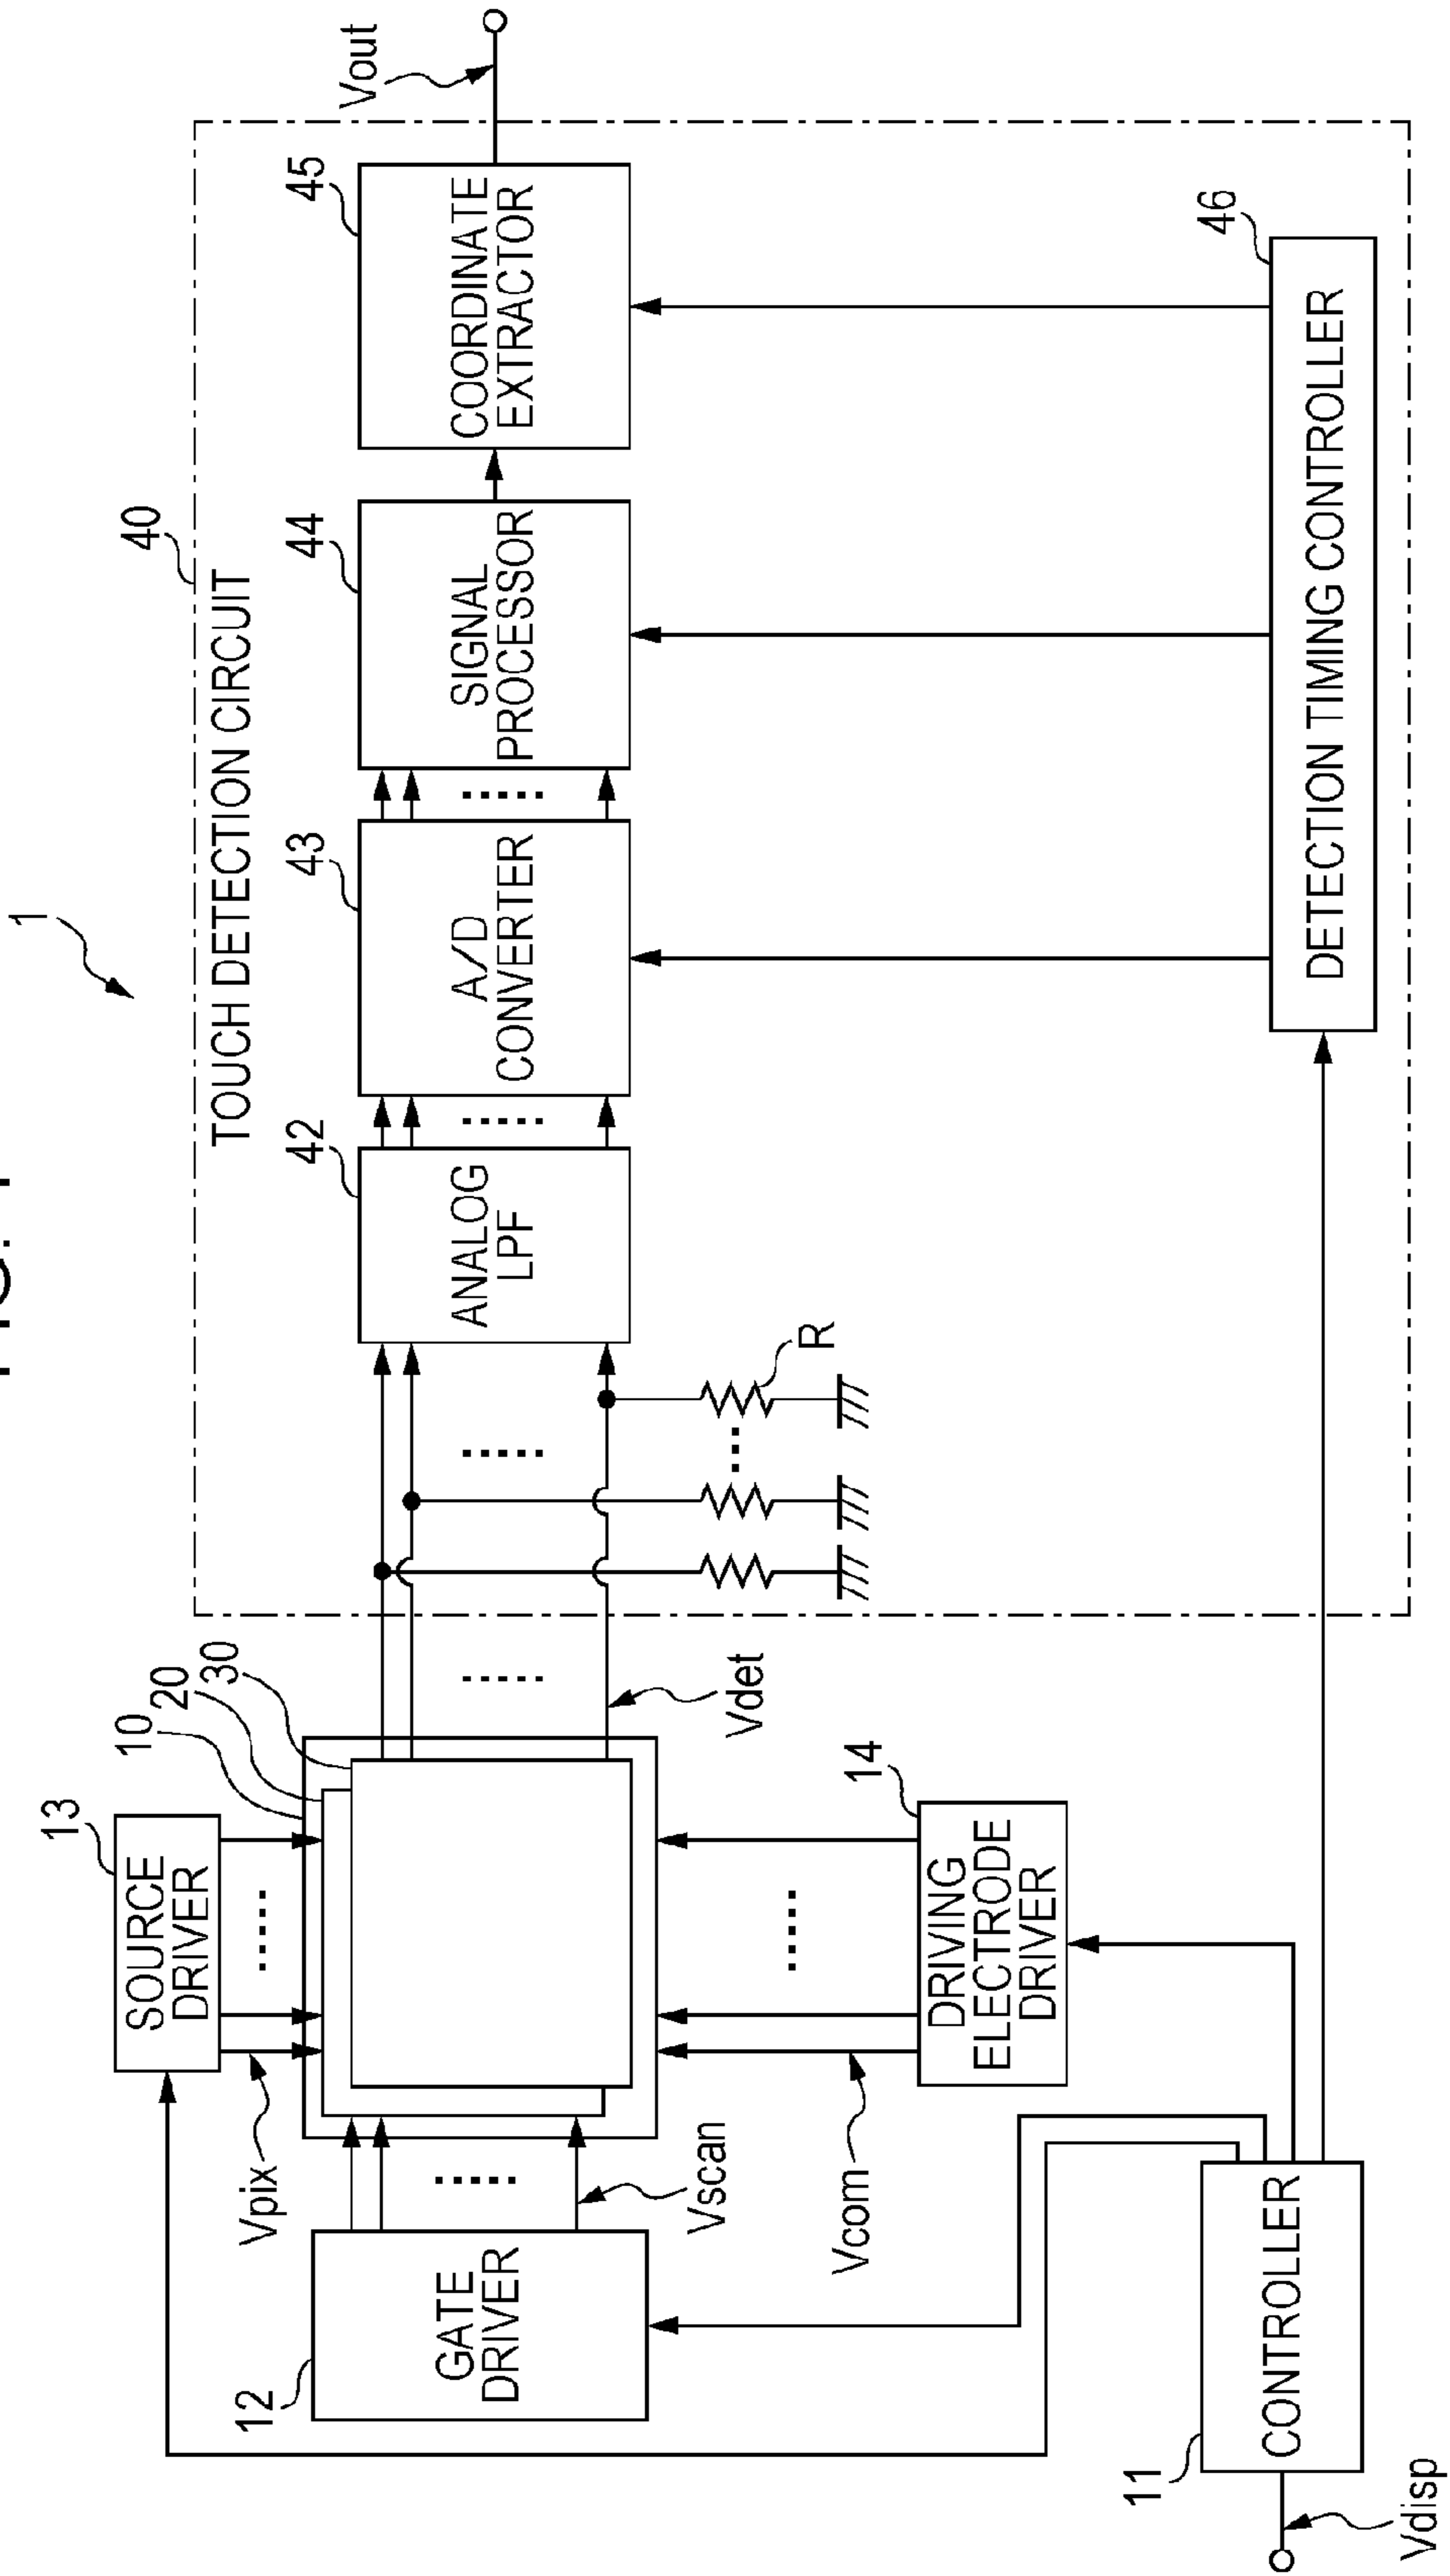 1
13
SOURCE
DRIVER
10
20
30
40
TOUCH DETECTION CIRCUIT
Vpix
12
GATE
DRIVER
Vscan
Vdet
42
ANALOG
LPF
43
A/D
CONVERTER
44
SIGNAL
PROCESSOR
45
COORDINATE
EXTRACTOR
Vout
R
Vcom
14
DRIVING
ELECTRODE
DRIVER
11
CONTROLLER
Vdisp
46
DETECTION TIMING CONTROLLER